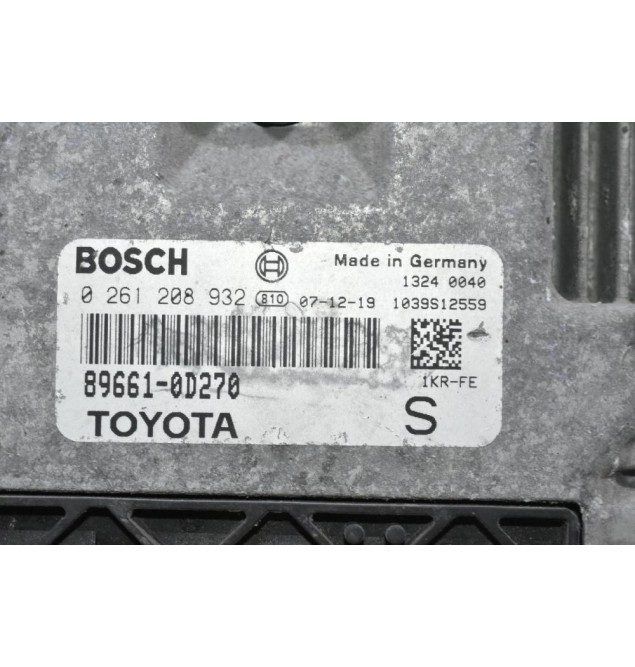 BOSCH Made in Germany
1324 0040
0 261 208 932 B10 07-12-19 1039S12559
89661-0D270 1KR-FE
TOYOTA S